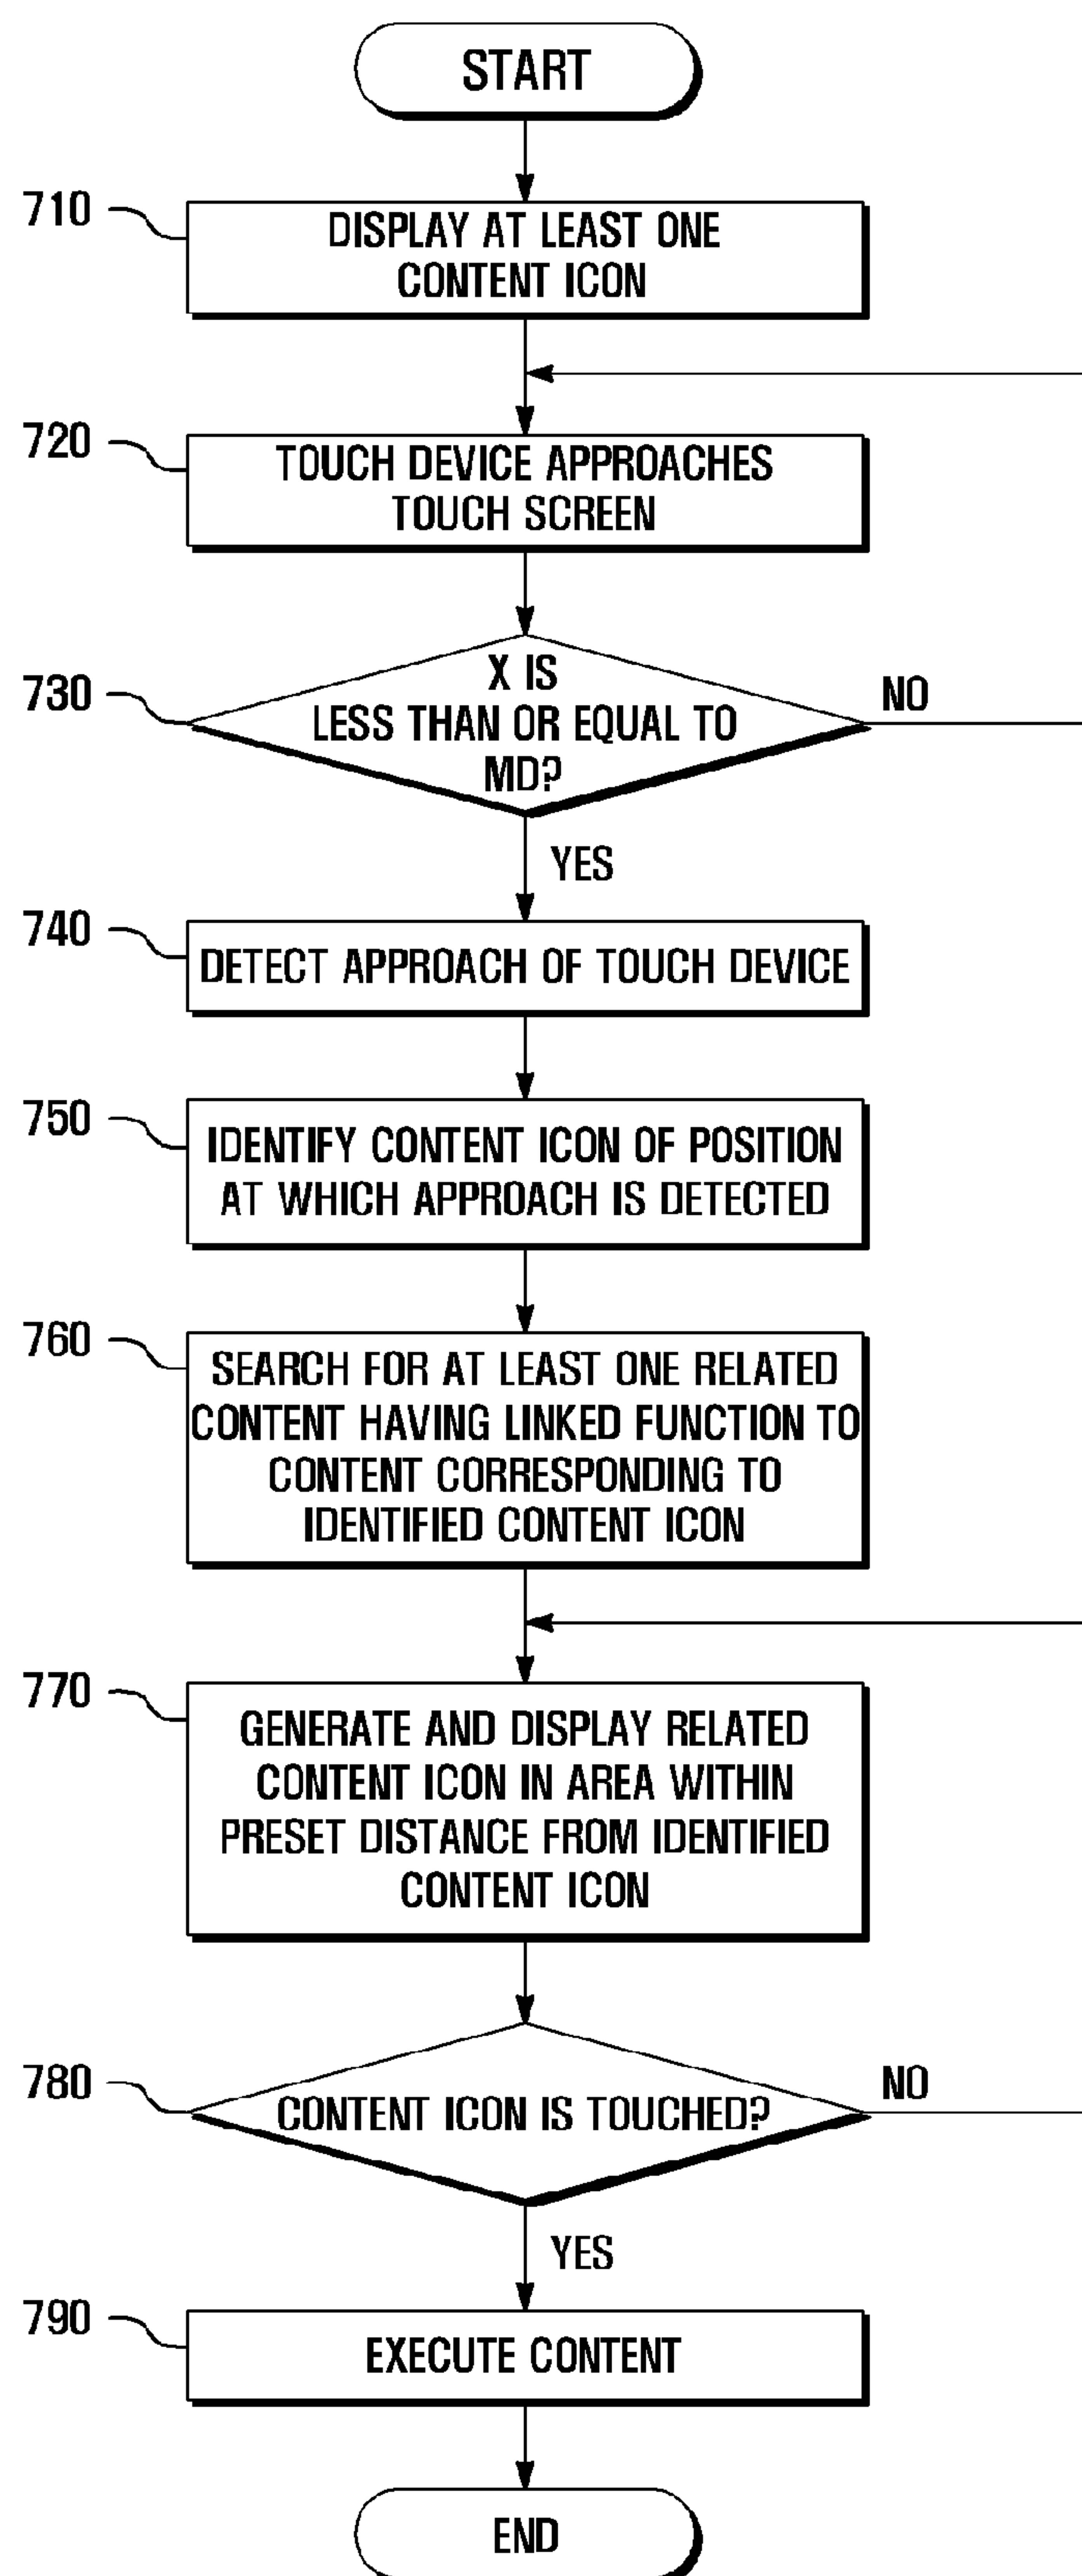 START
710
DISPLAY AT LEAST ONE
CONTENT ICON
720
TOUCH DEVICE APPROACHES
TOUCH SCREEN
730
X IS
LESS THAN OR EQUAL TO
MD?
NO
YES
740
DETECT APPROACH OF TOUCH DEVICE
750
IDENTIFY CONTENT ICON OF POSITION
AT WHICH APPROACH IS DETECTED
760
SEARCH FOR AT LEAST ONE RELATED
CONTENT HAVING LINKED FUNCTION TO
CONTENT CORRESPONDING TO
IDENTIFIED CONTENT ICON
770
GENERATE AND DISPLAY RELATED
CONTENT ICON IN AREA WITHIN
PRESET DISTANCE FROM IDENTIFIED
CONTENT ICON
780
CONTENT ICON IS TOUCHED?
NO
YES
790
EXECUTE CONTENT
END